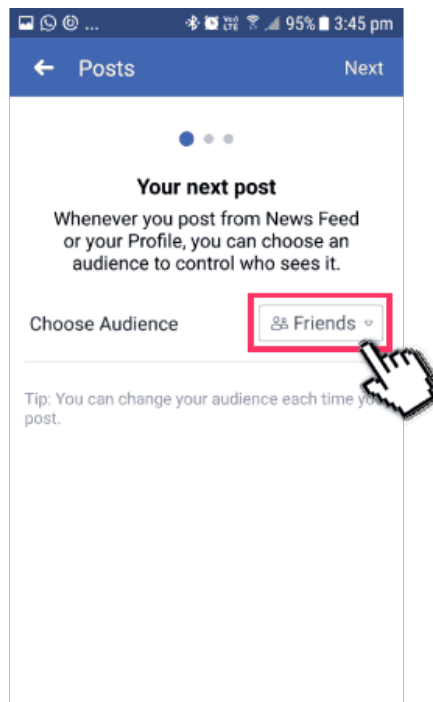 ... VoJ) LTE 95% 3:45 pm
Posts Next
Your next post
Whenever you post from News Feed
or your Profile, you can choose an
audience to control who sees it.
Choose Audience Friends
Tip: You can change your audience each time
post.